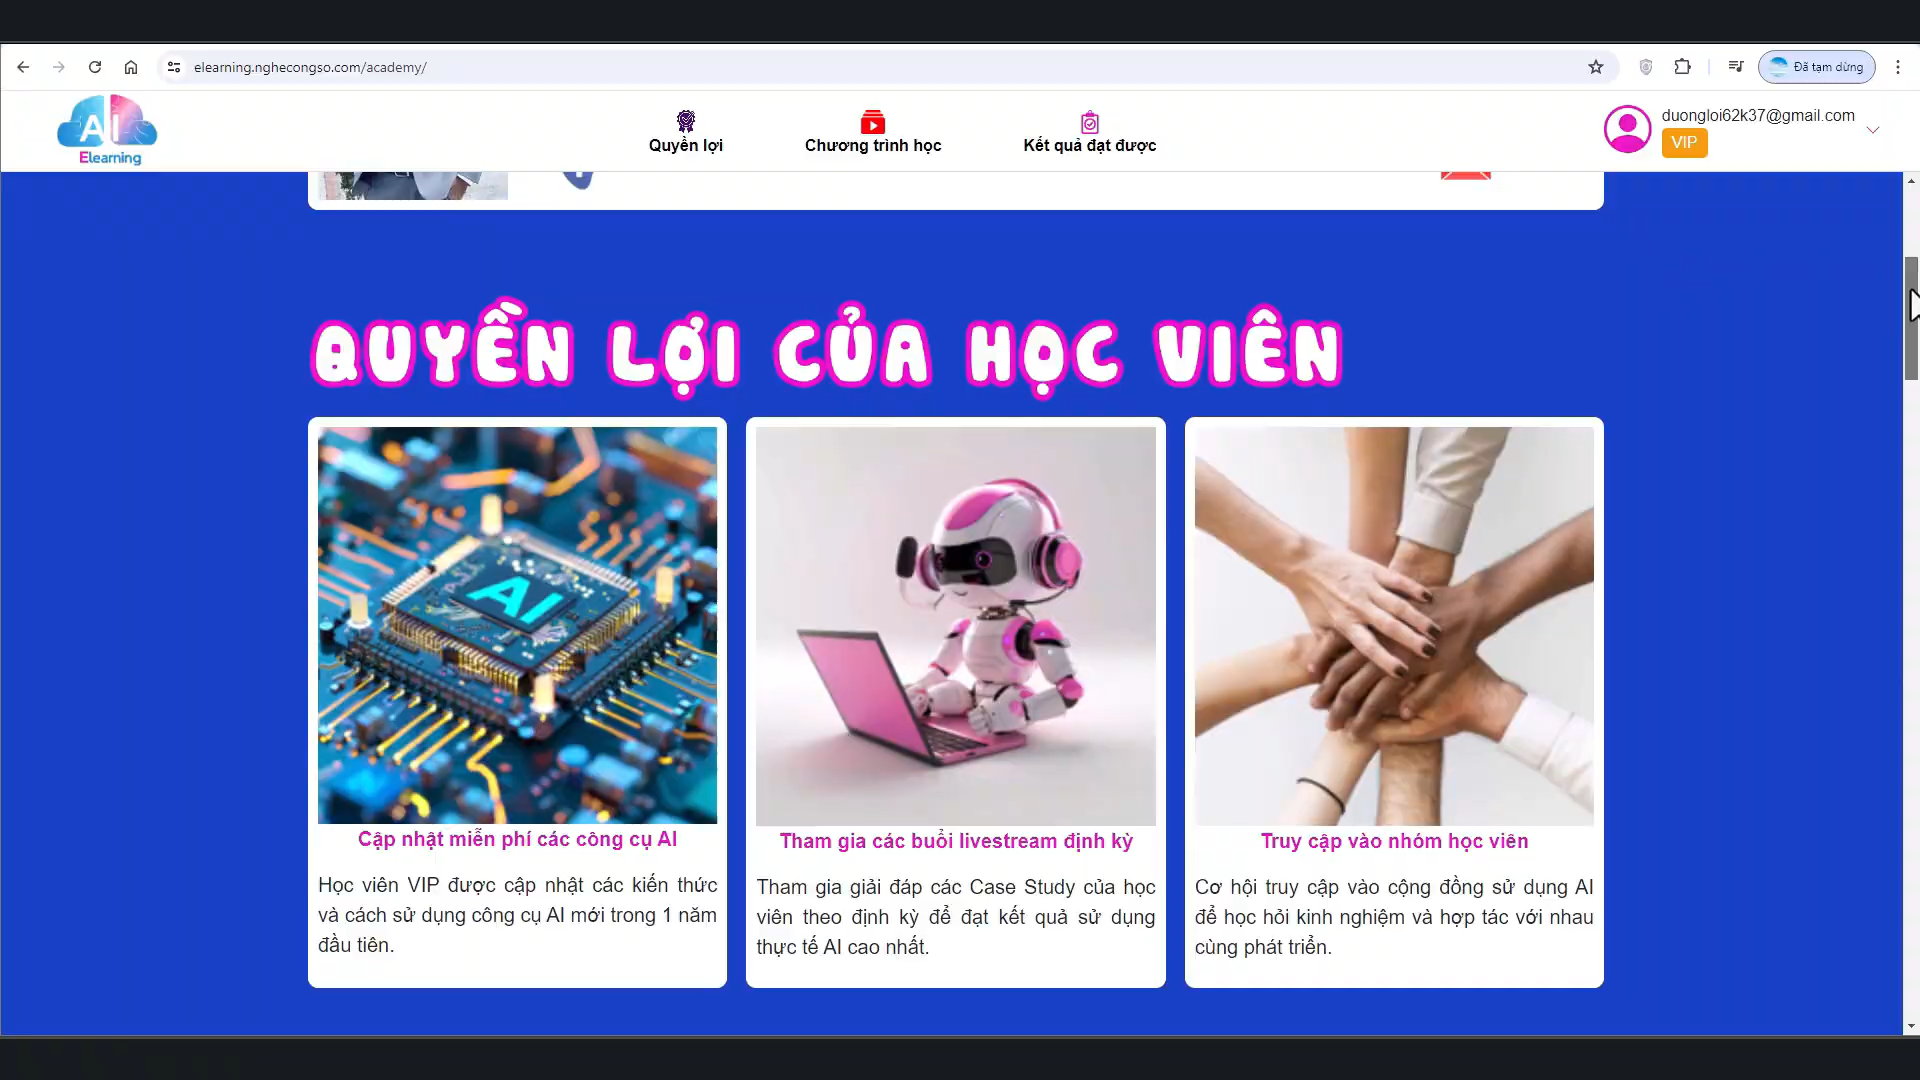 elearning.nghecongso.com/academy/
Đã tạm dừng
AI
Elearning
Quyền lợi
Chương trình học
Kết quả đạt được
duongloi62k37@gmail.com
VIP
QUYỀN LỢI CỦA HỌC VIÊN
AI
Cập nhật miễn phí các công cụ AI
Học viên VIP được cập nhật các kiến thức
và cách sử dụng công cụ AI mới trong 1 năm
đầu tiên.
Tham gia các buổi livestream định kỳ
Tham gia giải đáp các Case Study của học
viên theo định kỳ để đạt kết quả sử dụng
thực tế AI cao nhất.
Truy cập vào nhóm học viên
Cơ hội truy cập vào cộng đồng sử dụng AI
để học hỏi kinh nghiệm và hợp tác với nhau
cùng phát triển.